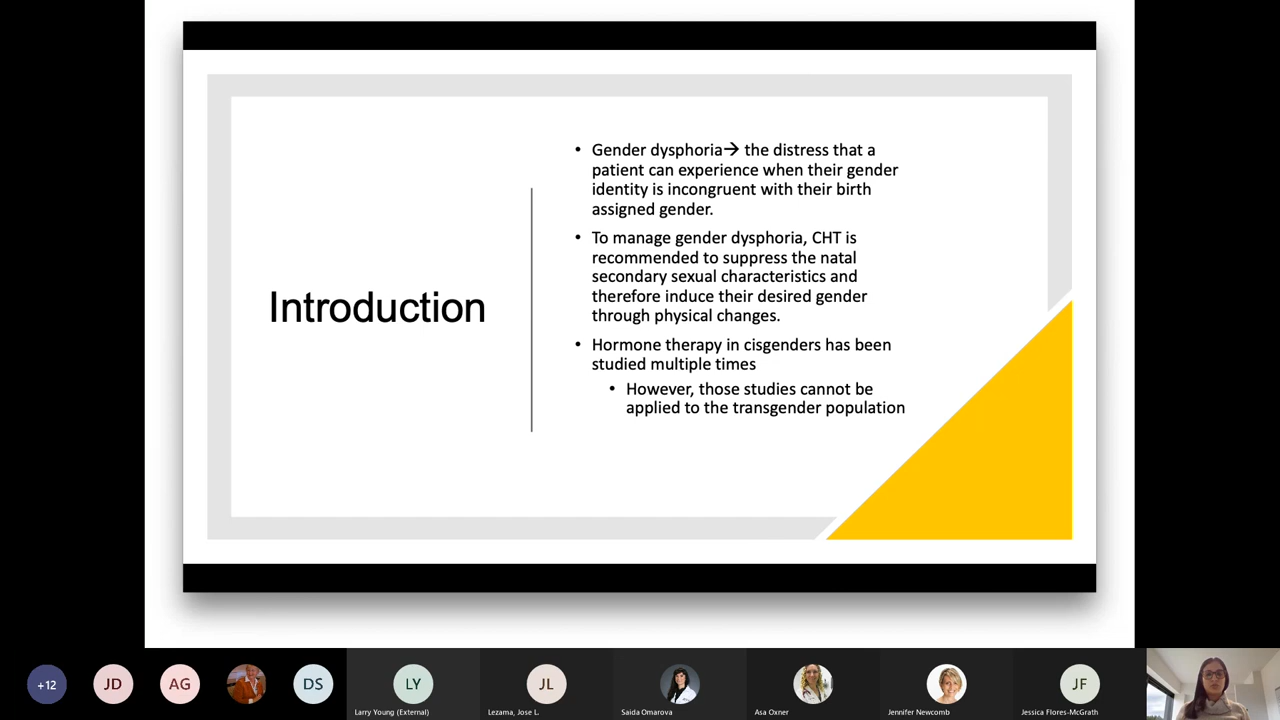 Introduction
• Gender dysphoria→ the distress that a
patient can experience when their gender
identity is incongruent with their birth
assigned gender.
• To manage gender dysphoria, CHT is
recommended to suppress the natal
secondary sexual characteristics and
therefore induce their desired gender
through physical changes.
• Hormone therapy in cisgenders has been
studied multiple times
• However, those studies cannot be
applied to the transgender population
+12
JD
AG
DS
LY
Larry Young (External)
JL
Lezama, Jose L.
Saida Omarova
Asa Oxner
Jennifer Newcomb
JF
Jessica Flores-McGrath